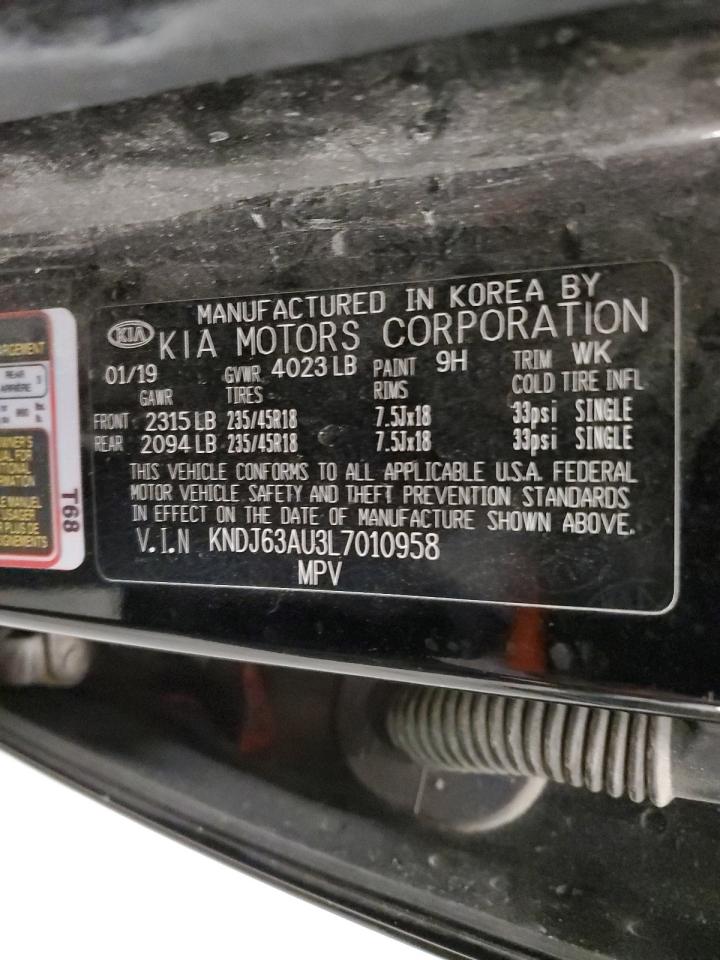 MANUFACTURED IN KOREA BY
KIA KIA MOTORS CORPORATION
01/19 GVWR 4023 LB PAINT 9H TRIM WK
GAWR TIRES RIMS COLD TIRE INFL
FRONT 2315 LB 235/45R18 7.5Jx18 33psi SINGLE
REAR 2094 LB 235/45R18 7.5Jx18 33psi SINGLE
THIS VEHICLE CONFORMS TO ALL APPLICABLE U.S.A. FEDERAL
MOTOR VEHICLE SAFETY AND THEFT PREVENTION STANDARDS
IN EFFECT ON THE DATE OF MANUFACTURE SHOWN ABOVE.
V.I.N KNDJ63AU3L7010958
MPV
REAR
ARRIÈRE
T68